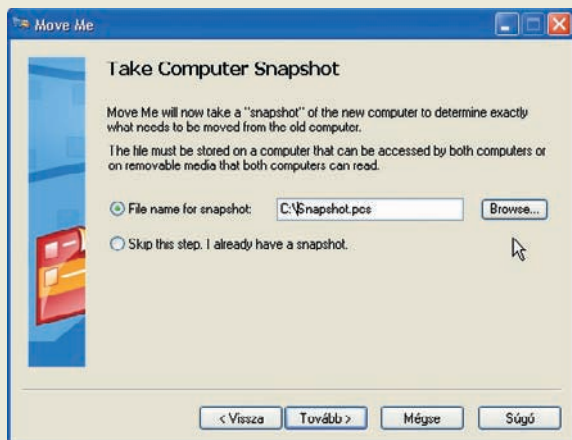 Move Me
Take Computer Snapshot
Move Me will now take a "snapshot" of the new computer to determine exactly
what needs to be moved from the old computer.
The file must be stored on a computer that can be accessed by both computers or
on removable media that both computers can read.
File name for snapshot: C:\Snapshot.pcs Browse...
Skip this step. I already have a snapshot.
< Vissza Tovább > Mégse Súgó